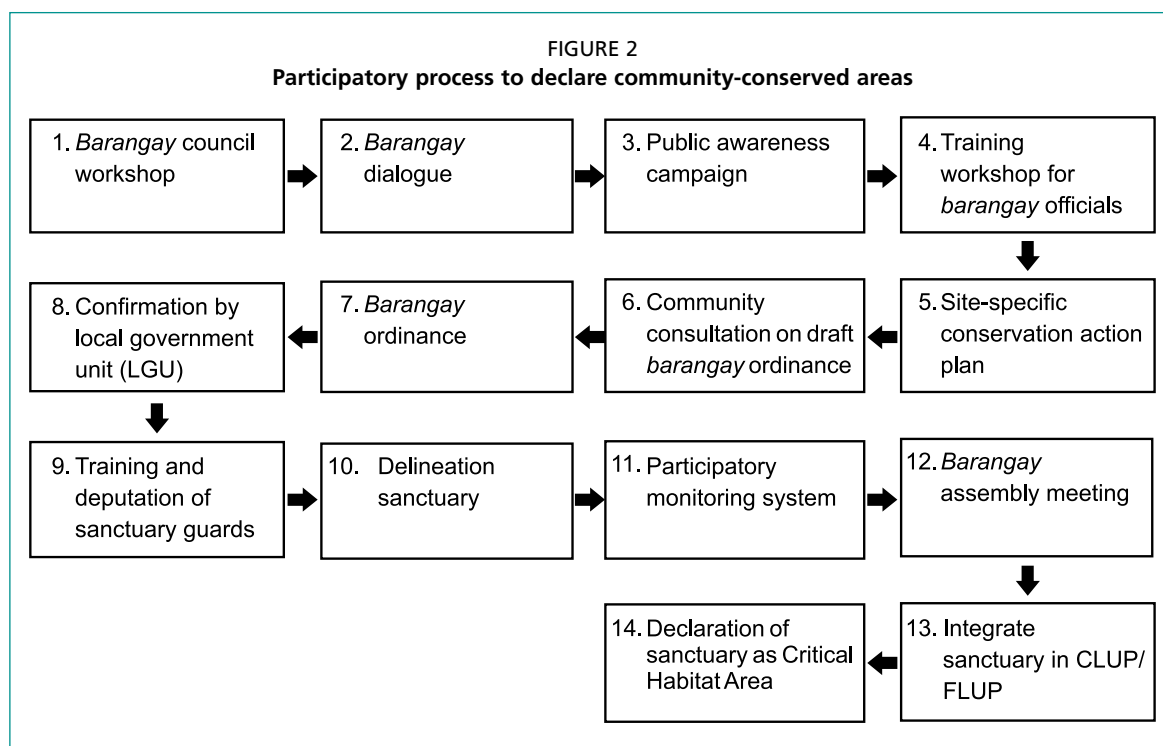 FIGURE 2
Participatory process to declare community-conserved areas
1. Barangay council
workshop
2. Barangay
dialogue
3. Public awareness
campaign
4. Training
workshop for
barangay officials
5. Site-specific
conservation action
plan
6. Community
consultation on draft
barangay ordinance
7. Barangay
ordinance
8. Confirmation by
local government
unit (LGU)
9. Training and
deputation of
sanctuary guards
10. Delineation
sanctuary
11. Participatory
monitoring system
12. Barangay
assembly meeting
13. Integrate
sanctuary in CLUP/
FLUP
14. Declaration of
sanctuary as Critical
Habitat Area